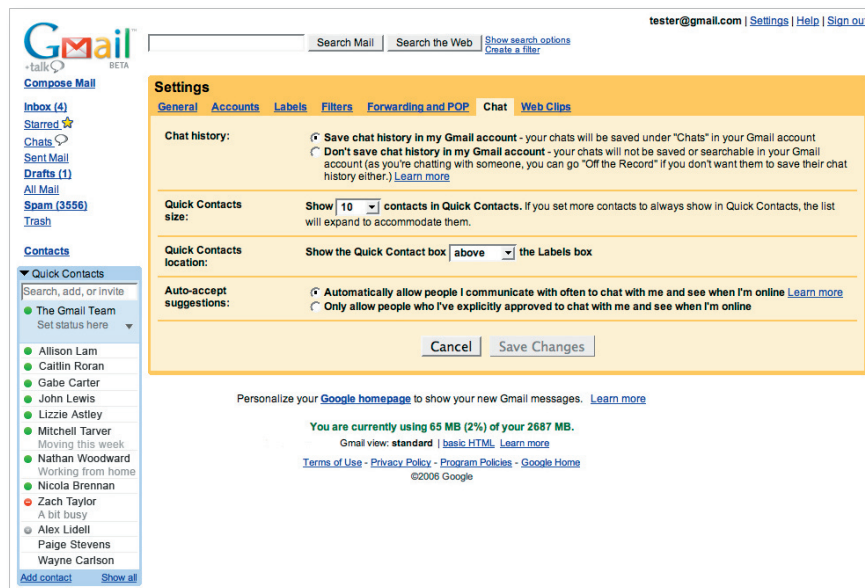 tester@gmail.com | Settings | Help | Sign ou
Gmail™
+talk BETA
Search Mail Search the Web Show search options
Create a filter
Compose Mail
Inbox (4)
Starred
Chats
Sent Mail
Drafts (1)
All Mail
Spam (3556)
Trash
Contacts
Quick Contacts
Search, add, or invite
The Gmail Team
Set status here
Allison Lam
Caitlin Roran
Gabe Carter
John Lewis
Lizzie Astley
Mitchell Tarver
Moving this week
Nathan Woodward
Working from home
Nicola Brennan
Zach Taylor
A bit busy
Alex Lidell
Paige Stevens
Wayne Carlson
Add contact Show all
Settings
General Accounts Labels Filters Forwarding and POP Chat Web Clips
Chat history:
Save chat history in my Gmail account - your chats will be saved under "Chats" in your Gmail account
Don't save chat history in my Gmail account - your chats will not be saved or searchable in your Gmail
account (as you're chatting with someone, you can go "Off the Record" if you don't want them to save their chat
history either.) Learn more
Quick Contacts
size:
Show 10 contacts in Quick Contacts. If you set more contacts to always show in Quick Contacts, the list
will expand to accommodate them.
Quick Contacts
location:
Show the Quick Contact box above the Labels box
Auto-accept
suggestions:
Automatically allow people I communicate with often to chat with me and see when I'm online Learn more
Only allow people who I've explicitly approved to chat with me and see when I'm online
Cancel Save Changes
Personalize your Google homepage to show your new Gmail messages. Learn more
You are currently using 65 MB (2%) of your 2687 MB.
Gmail view: standard | basic HTML Learn more
Terms of Use - Privacy Policy - Program Policies - Google Home
©2006 Google